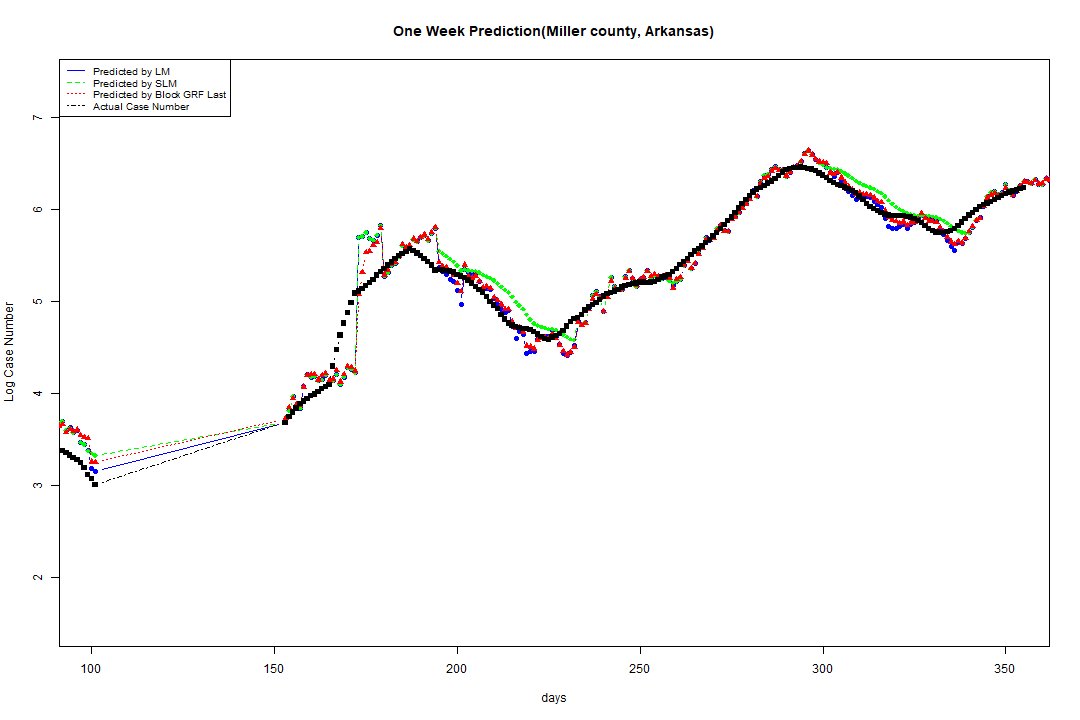 One Week Prediction(Miller county, Arkansas)
Predicted by LM
Predicted by SLM
Predicted by Block GRF Last
Actual Case Number
7
6
5
4
3
2
Log Case Number
100 150 200 250 300 350
days